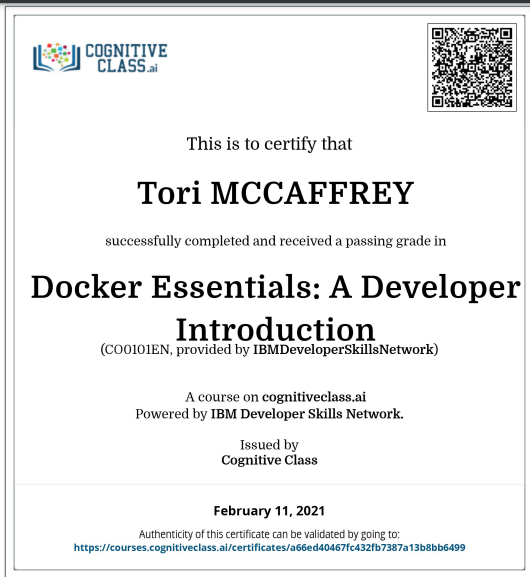 COGNITIVE
CLASS.ai
This is to certify that
Tori MCCAFFREY
successfully completed and received a passing grade in
Docker Essentials: A Developer
Introduction
(CO0101EN, provided by IBMDeveloperSkillsNetwork)
A course on cognitiveclass.ai
Powered by IBM Developer Skills Network.
Issued by
Cognitive Class
February 11, 2021
Authenticity of this certificate can be validated by going to:
https://courses.cognitiveclass.ai/certificates/a66ed40467fc432fb7387a13b8bb6499